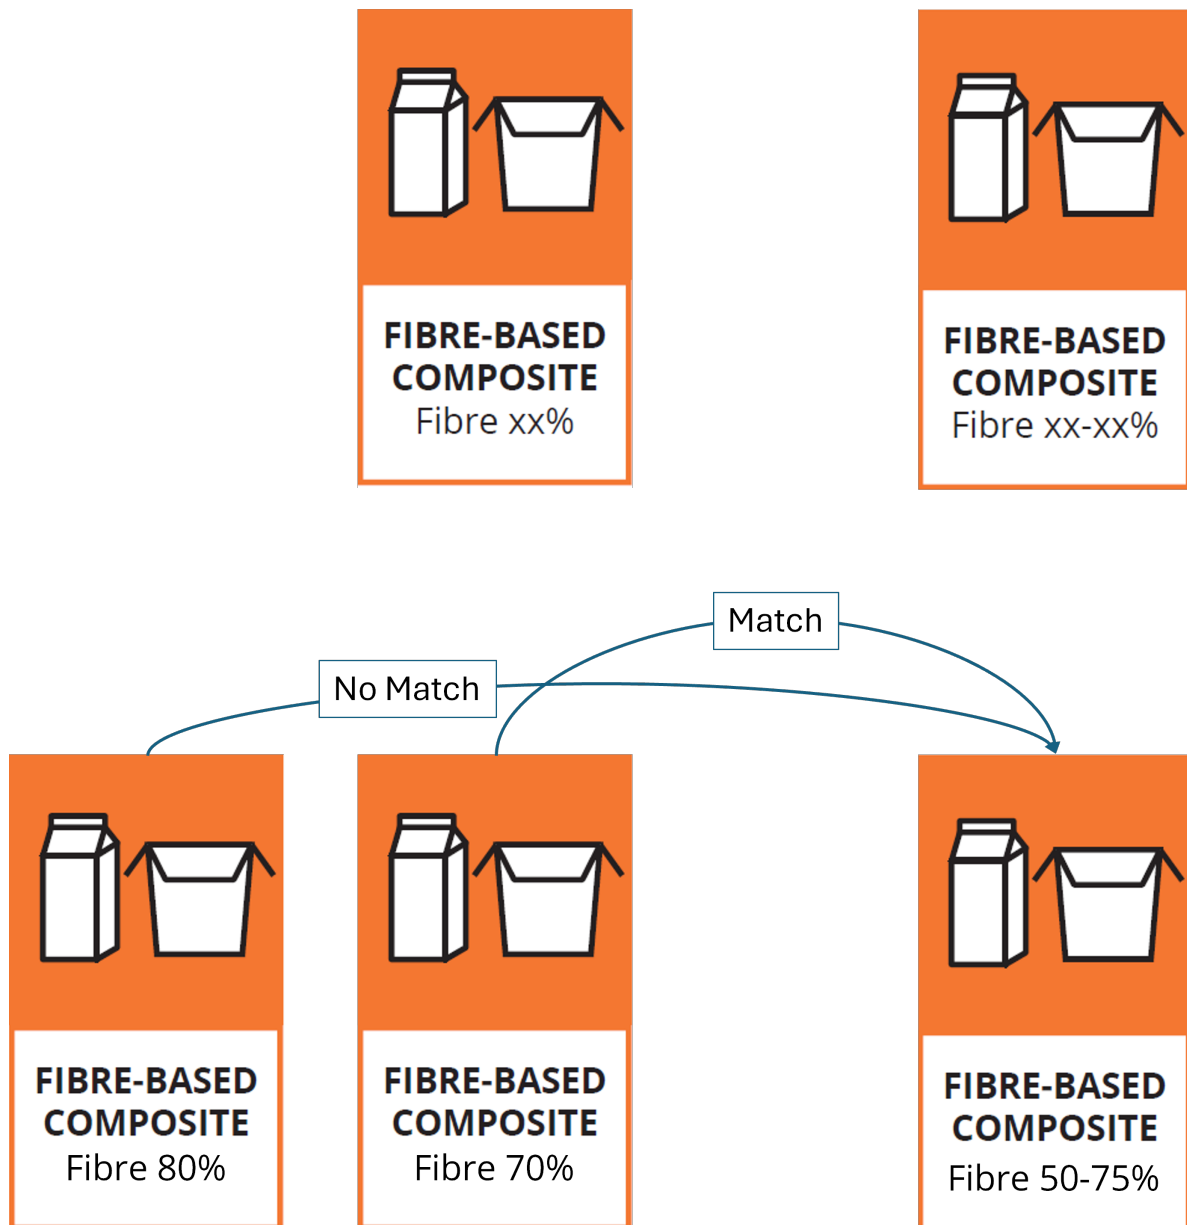 FIBRE-BASED
COMPOSITE
Fibre xx%
FIBRE-BASED
COMPOSITE
Fibre xx-xx%
Match
No Match
FIBRE-BASED
COMPOSITE
Fibre 80%
FIBRE-BASED
COMPOSITE
Fibre 70%
FIBRE-BASED
COMPOSITE
Fibre 50-75%